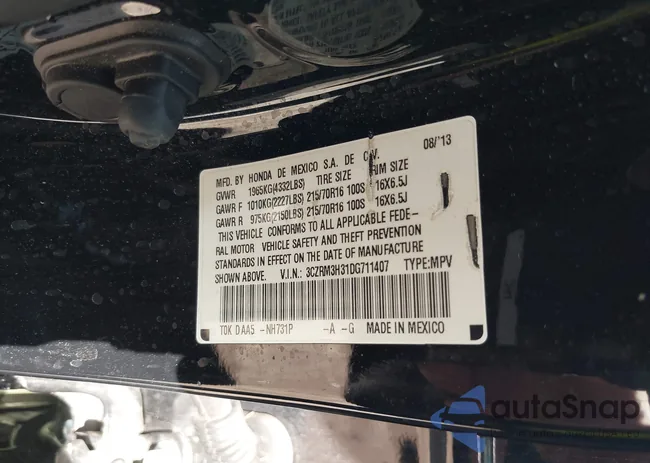 MFD. BY HONDA DE MEXICO S.A. DE C.V. 08/'13
GVWR 1965KG(4332LBS) TIRE SIZE RIM SIZE
GAWR F 1010KG(2227LBS) 215/70R16 100S 16X6.5J
GAWR R 975KG(2150LBS) 215/70R16 100S 16X6.5J
THIS VEHICLE CONFORMS TO ALL APPLICABLE FEDE-
RAL MOTOR VEHICLE SAFETY AND THEFT PREVENTION
STANDARDS IN EFFECT ON THE DATE OF MANUFACTURE
SHOWN ABOVE. V.I.N.: 3CZRM3H31DG711407 TYPE:MPV
TOK DAA5 -NH731P -A -G MADE IN MEXICO
autaSnap